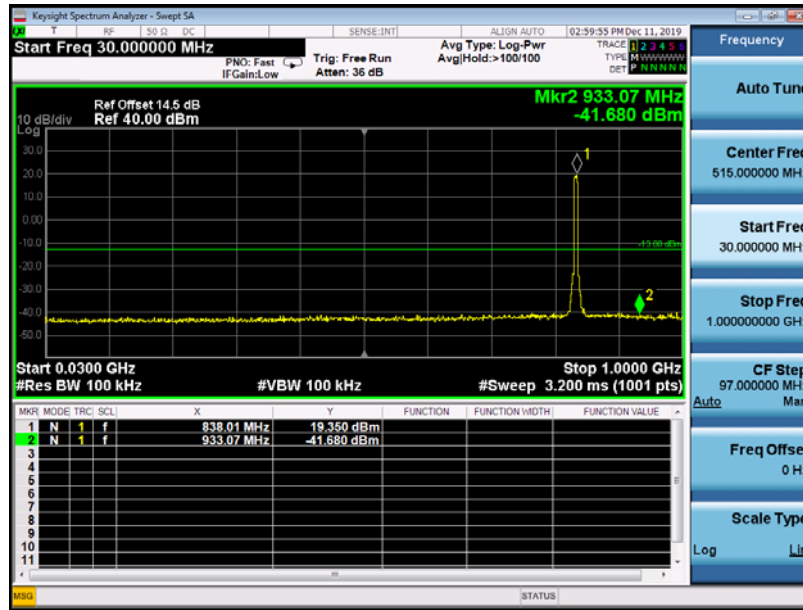 Keysight Spectrum Analyzer - Swept SA
T RF 50 Ω DC SENSE:INT ALIGN AUTO 02:59:55 PM Dec 11, 2019
Start Freq 30.000000 MHz
PNO: Fast
IFGain:Low
Trig: Free Run
Atten: 36 dB
Avg Type: Log-Pwr
Avg|Hold:>100/100
TRACE 1 2 3 4 5 6
TYPE M W W W W W
DET P N N N N N
Ref Offset 14.5 dB
10 dB/div Ref 40.00 dBm
Log
Mkr2 933.07 MHz
-41.680 dBm
30.0
20.0
10.0
0.00
-10.0
-20.0
-30.0
-40.0
-50.0
-13.00 dBm
1
2
Start 0.0300 GHz Stop 1.0000 GHz
#Res BW 100 kHz #VBW 100 kHz #Sweep 3.200 ms (1001 pts)
MKR MODE TRC SCL X Y FUNCTION FUNCTION WIDTH FUNCTION VALUE
1 N 1 f 838.01 MHz 19.350 dBm
2 N 1 f 933.07 MHz -41.680 dBm
3
4
5
6
7
8
9
10
11
MSG STATUS
Frequency
Auto Tune
Center Freq
515.000000 MH
Start Freq
30.000000 MH
Stop Freq
1.000000000 GH
CF Step
97.000000 MH
Auto Man
Freq Offse
0 H
Scale Type
Log Lin